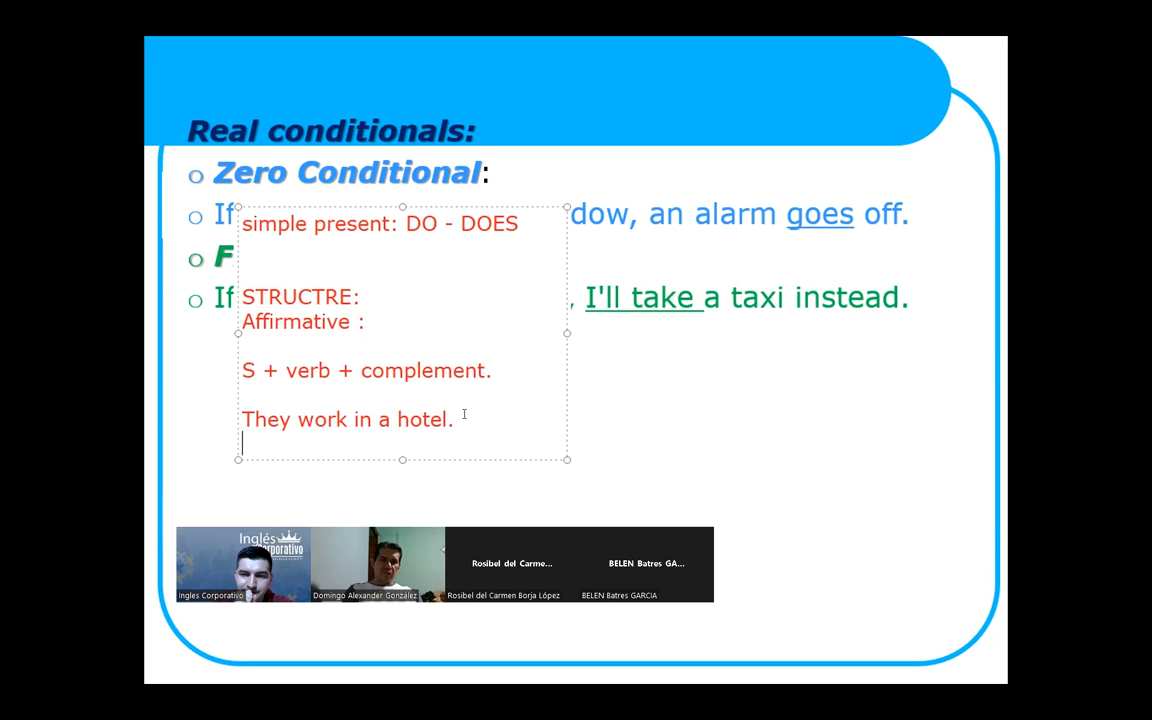 Real conditionals:
o Zero Conditional:
o If dow, an alarm goes off.
simple present: DO - DOES
o F
o If , I'll take a taxi instead.
STRUCTRE:
Affirmative :
S + verb + complement.
They work in a hotel.
Inglés
Corporativo
Rosibel del Carme...
BELEN Batres GA...
Ingles Corporativo
Domingo Alexander Gonzalez
Rosibel del Carmen Borja López
BELEN Batres GARCIA